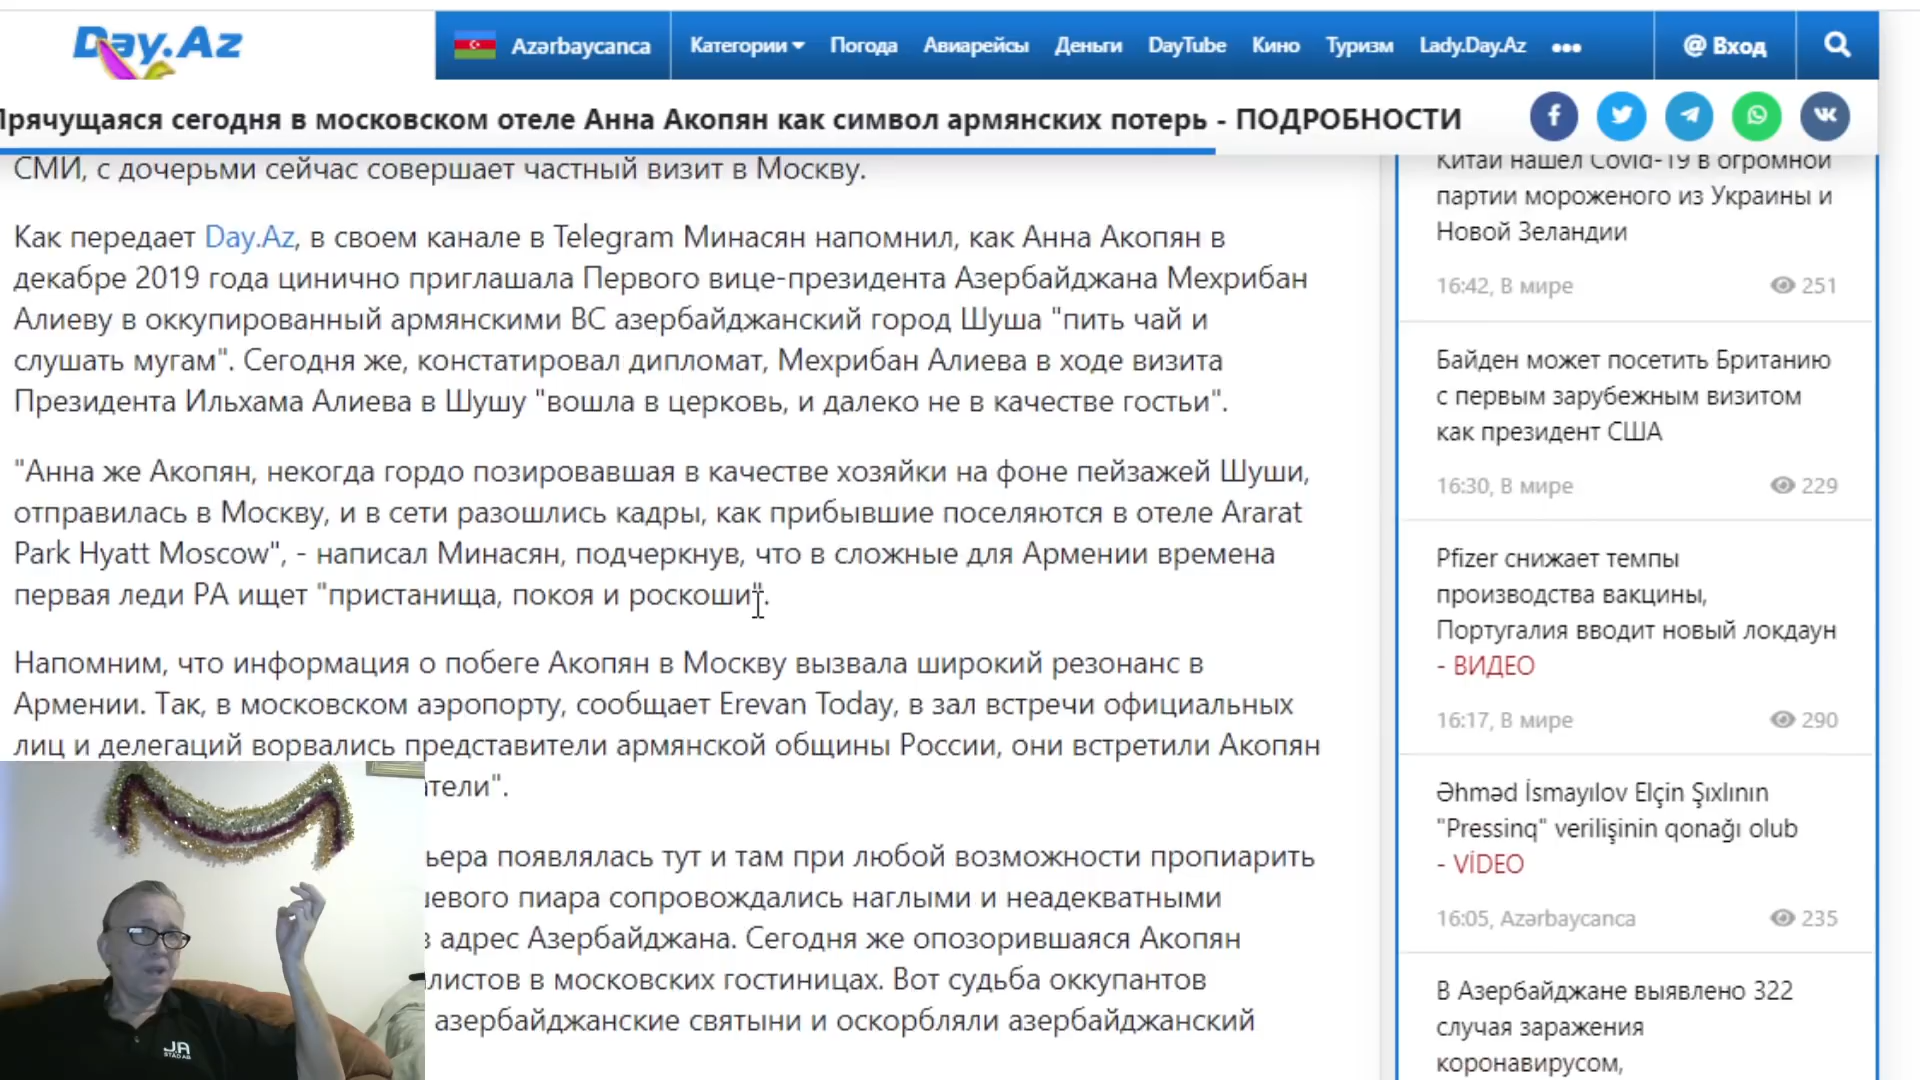 Day.Az
Azərbaycanca
Категории
Погода
Авиарейсы
Деньги
DayTube
Кино
Туризм
Lady.Day.Az
@ Вход
Прячущаяся сегодня в московском отеле Анна Акопян как символ армянских потерь - ПОДРОБНОСТИ
СМИ, с дочерьми сейчас совершает частный визит в Москву.
Как передает Day.Az, в своем канале в Telegram Минасян напомнил, как Анна Акопян в
декабре 2019 года цинично приглашала Первого вице-президента Азербайджана Мехрибан
Алиеву в оккупированный армянскими ВС азербайджанский город Шуша "пить чай и
слушать мугам". Сегодня же, констатировал дипломат, Мехрибан Алиева в ходе визита
Президента Ильхама Алиева в Шушу "вошла в церковь, и далеко не в качестве гостьи".
"Анна же Акопян, некогда гордо позировавшая в качестве хозяйки на фоне пейзажей Шуши,
отправилась в Москву, и в сети разошлись кадры, как прибывшие поселяются в отеле Ararat
Park Hyatt Moscow", - написал Минасян, подчеркнув, что в сложные для Армении времена
первая леди РА ищет "пристанища, покоя и роскоши".
Напомним, что информация о побеге Акопян в Москву вызвала широкий резонанс в
Армении. Так, в московском аэропорту, сообщает Erevan Today, в зал встречи официальных
лиц и делегаций ворвались представители армянской общины России, они встретили Акопян
атели".
ьера появлялась тут и там при любой возможности пропиарить
шевого пиара сопровождались наглыми и неадекватными
в адрес Азербайджана. Сегодня же опозорившаяся Акопян
листов в московских гостиницах. Вот судьба оккупантов
азербайджанские святыни и оскорбляли азербайджанский
Китай нашел Covid-19 в огромной
партии мороженого из Украины и
Новой Зеландии
16:42, В мире 251
Байден может посетить Британию
с первым зарубежным визитом
как президент США
16:30, В мире 229
Pfizer снижает темпы
производства вакцины,
Португалия вводит новый локдаун
- ВИДЕО
16:17, В мире 290
Əhməd İsmayılov Elçin Şıxlının
"Pressinq" verilişinin qonağı olub
- VİDEO
16:05, Azərbaycanca 235
В Азербайджане выявлено 322
случая заражения
коронавирусом,
JA